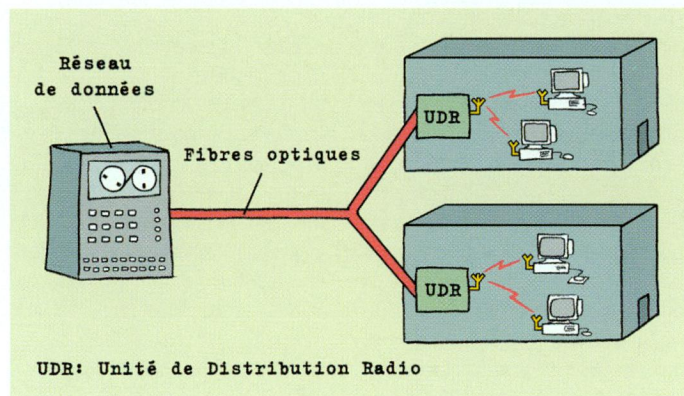 Réseau
de données
Fibres optiques
UDR
UDR
UDR: Unité de Distribution Radio